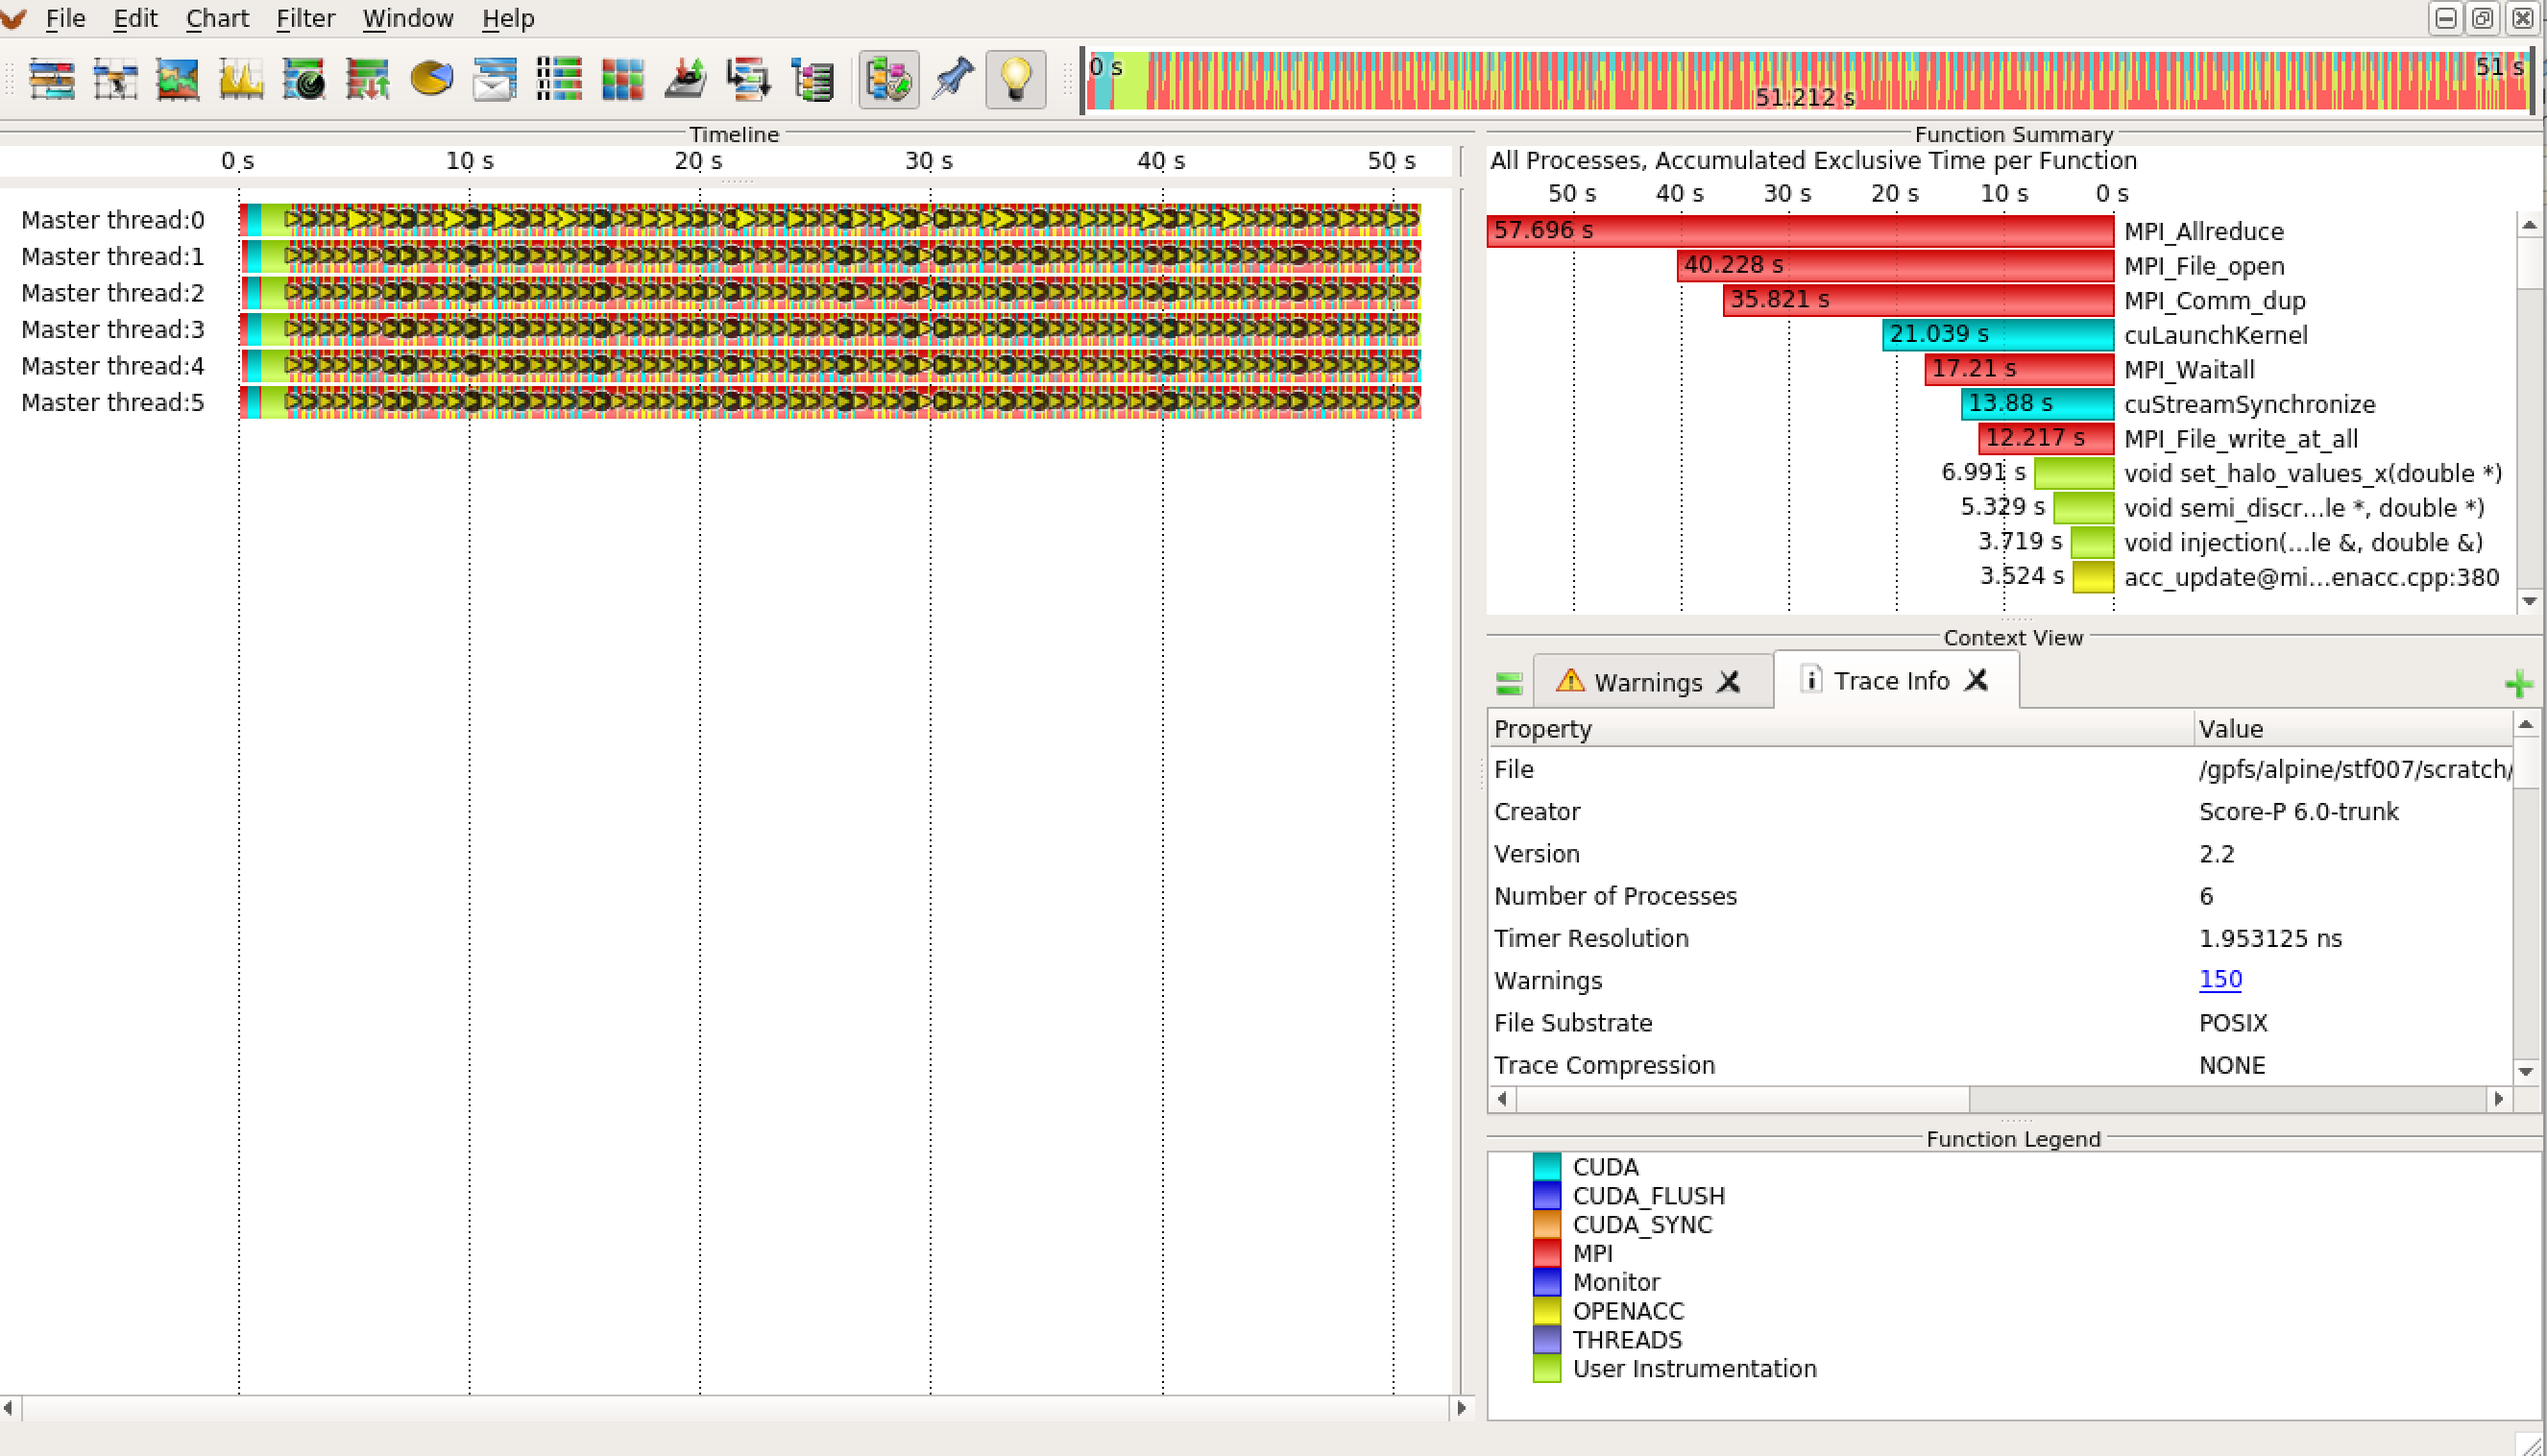 File Edit Chart Filter Window Help
0 s
51 s
51.212 s
Timeline
0 s 10 s 20 s 30 s 40 s 50 s
Master thread:0
Master thread:1
Master thread:2
Master thread:3
Master thread:4
Master thread:5
Function Summary
All Processes, Accumulated Exclusive Time per Function
50 s 40 s 30 s 20 s 10 s 0 s
57.696 s MPI_Allreduce
40.228 s MPI_File_open
35.821 s MPI_Comm_dup
21.039 s cuLaunchKernel
17.21 s MPI_Waitall
13.88 s cuStreamSynchronize
12.217 s MPI_File_write_at_all
6.991 s void set_halo_values_x(double *)
5.329 s void semi_discr...le *, double *)
3.719 s void injection(...le &, double &)
3.524 s acc_update@mi...enacc.cpp:380
Context View
Warnings Trace Info
Property Value
File /gpfs/alpine/stf007/scratch/
Creator Score-P 6.0-trunk
Version 2.2
Number of Processes 6
Timer Resolution 1.953125 ns
Warnings 150
File Substrate POSIX
Trace Compression NONE
Function Legend
CUDA
CUDA_FLUSH
CUDA_SYNC
MPI
Monitor
OPENACC
THREADS
User Instrumentation